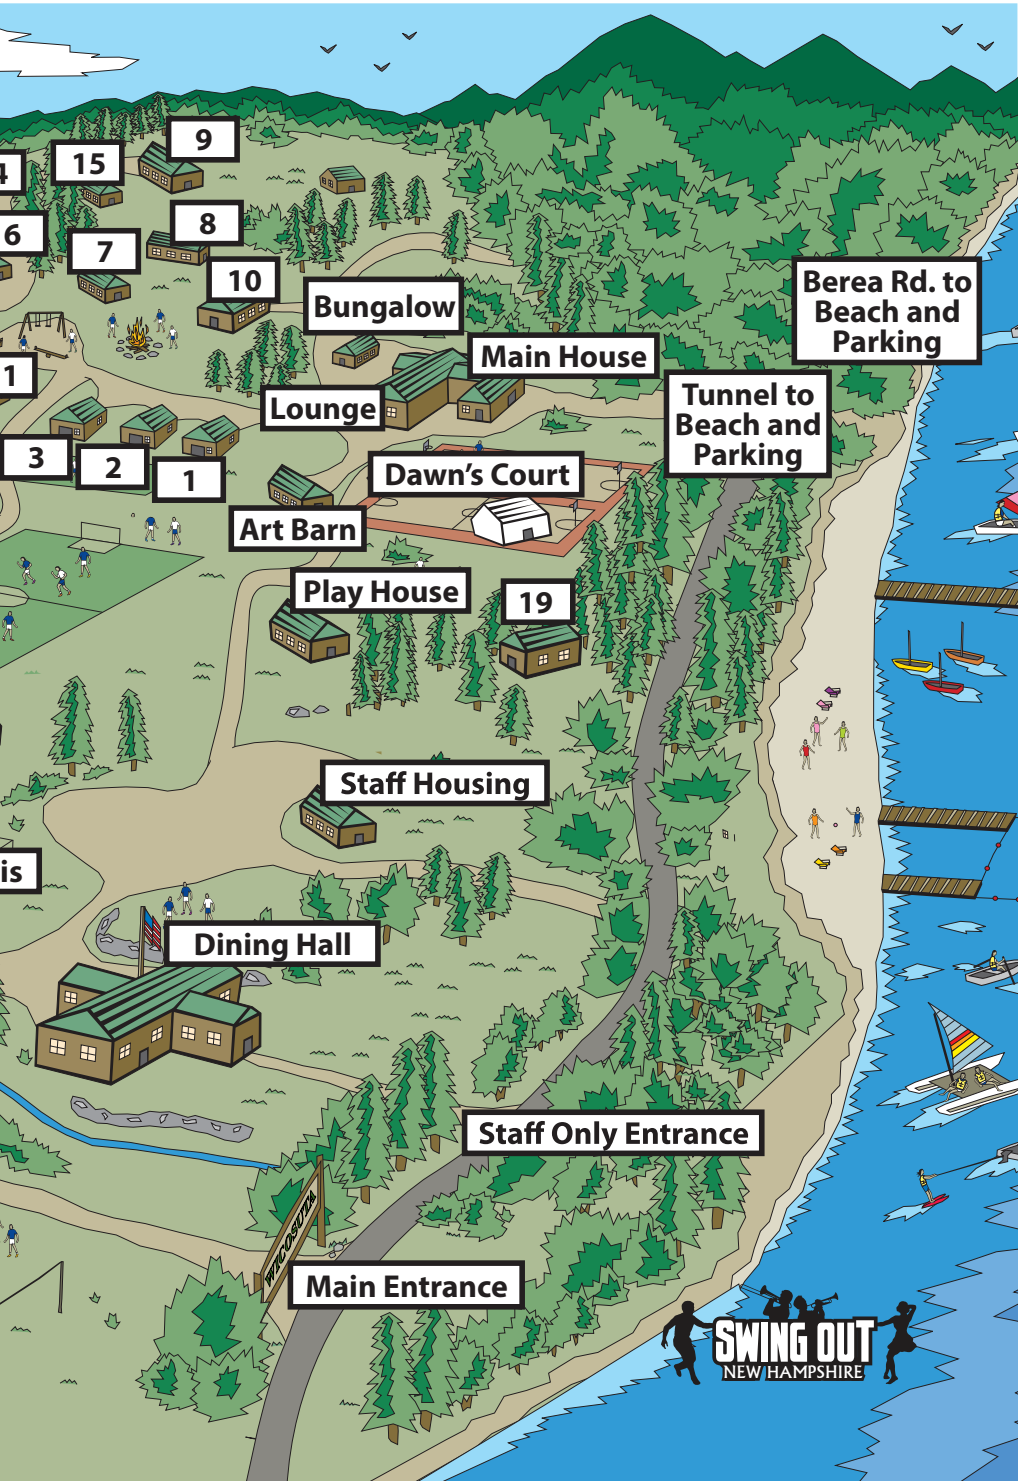 9
15
4
8
6
7
10
Bungalow
Berea Rd. to
Beach and
Parking
Main House
1
Tunnel to
Beach and
Parking
Lounge
3
2
1
Dawn's Court
Art Barn
Play House
19
Staff Housing
is
Dining Hall
Staff Only Entrance
WICOSUTA
Main Entrance
SWING OUT
NEW HAMPSHIRE